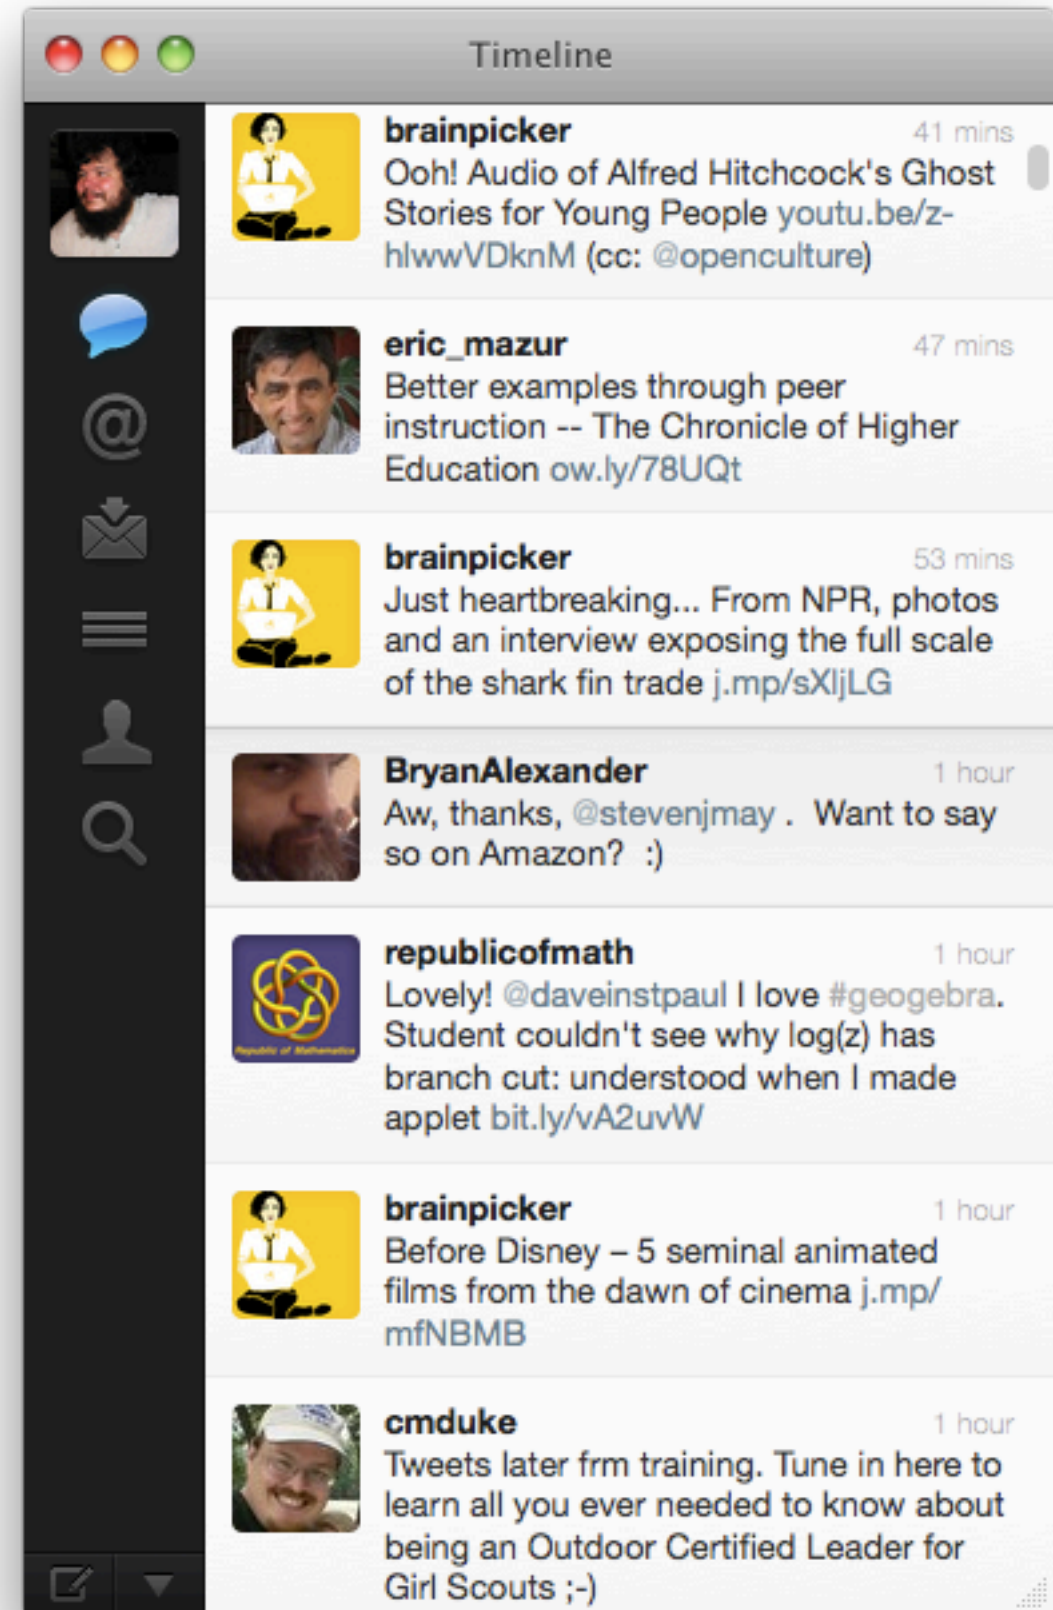 Timeline
brainpicker 41 mins
Ooh! Audio of Alfred Hitchcock's Ghost
Stories for Young People youtu.be/z-
hlwwVDknM (cc: @openculture)
eric_mazur 47 mins
Better examples through peer
instruction -- The Chronicle of Higher
Education ow.ly/78UQt
brainpicker 53 mins
Just heartbreaking... From NPR, photos
and an interview exposing the full scale
of the shark fin trade j.mp/sXljLG
BryanAlexander 1 hour
Aw, thanks, @stevenjmay .  Want to say
so on Amazon?  :)
republicofmath 1 hour
Lovely! @daveinstpaul I love #geogebra.
Student couldn't see why log(z) has
branch cut: understood when I made
applet bit.ly/vA2uvW
Republic of Mathematics
brainpicker 1 hour
Before Disney – 5 seminal animated
films from the dawn of cinema j.mp/
mfNBMB
cmduke 1 hour
Tweets later frm training. Tune in here to
learn all you ever needed to know about
being an Outdoor Certified Leader for
Girl Scouts ;-)